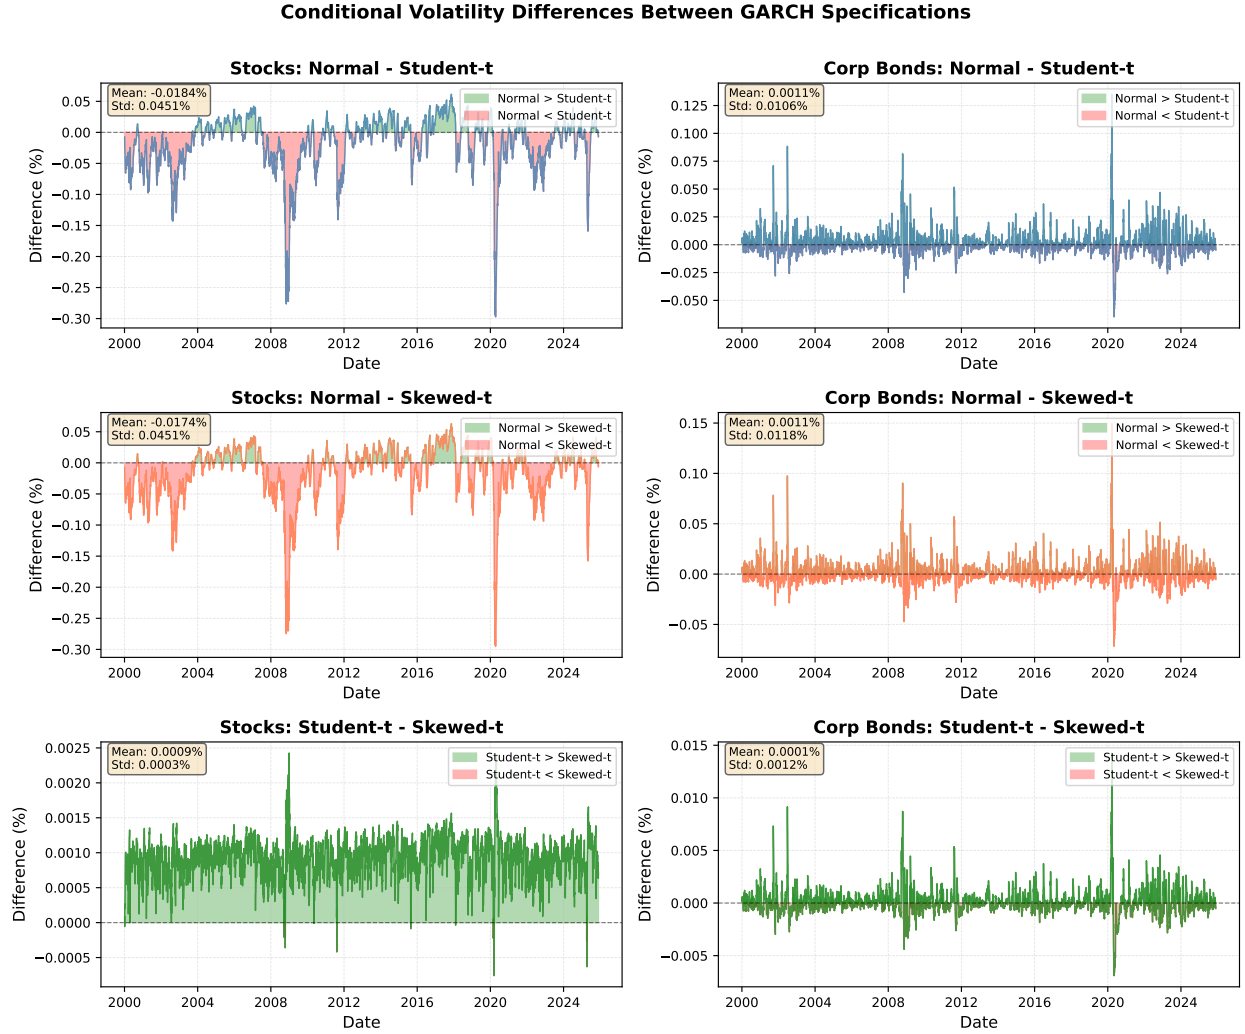 Conditional Volatility Differences Between GARCH Specifications
Stocks: Normal - Student-t
Mean: -0.0184%
Std: 0.0451%
Normal > Student-t
Normal < Student-t
0.05
0.00
−0.05
−0.10
−0.15
−0.20
−0.25
−0.30
Difference (%)
2000 2004 2008 2012 2016 2020 2024
Date
Corp Bonds: Normal - Student-t
Mean: 0.0011%
Std: 0.0106%
Normal > Student-t
Normal < Student-t
0.125
0.100
0.075
0.050
0.025
0.000
−0.025
−0.050
Difference (%)
2000 2004 2008 2012 2016 2020 2024
Date
Stocks: Normal - Skewed-t
Mean: -0.0174%
Std: 0.0451%
Normal > Skewed-t
Normal < Skewed-t
0.05
0.00
−0.05
−0.10
−0.15
−0.20
−0.25
−0.30
Difference (%)
2000 2004 2008 2012 2016 2020 2024
Date
Corp Bonds: Normal - Skewed-t
Mean: 0.0011%
Std: 0.0118%
Normal > Skewed-t
Normal < Skewed-t
0.15
0.10
0.05
0.00
−0.05
Difference (%)
2000 2004 2008 2012 2016 2020 2024
Date
Stocks: Student-t - Skewed-t
Mean: 0.0009%
Std: 0.0003%
Student-t > Skewed-t
Student-t < Skewed-t
0.0025
0.0020
0.0015
0.0010
0.0005
0.0000
−0.0005
Difference (%)
2000 2004 2008 2012 2016 2020 2024
Date
Corp Bonds: Student-t - Skewed-t
Mean: 0.0001%
Std: 0.0012%
Student-t > Skewed-t
Student-t < Skewed-t
0.015
0.010
0.005
0.000
−0.005
Difference (%)
2000 2004 2008 2012 2016 2020 2024
Date